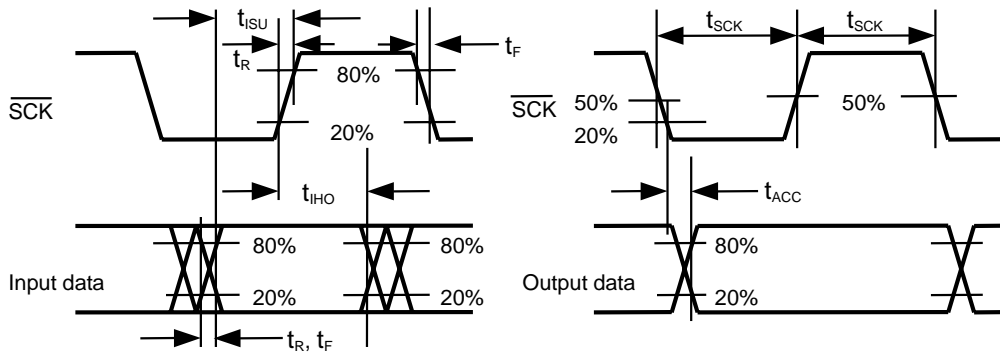 tISU
tR
80%
tF
SCK
20%
tIHO
80%
80%
Input data
20%
20%
tR, tF
tSCK
tSCK
SCK
50%
50%
20%
tACC
80%
Output data
20%